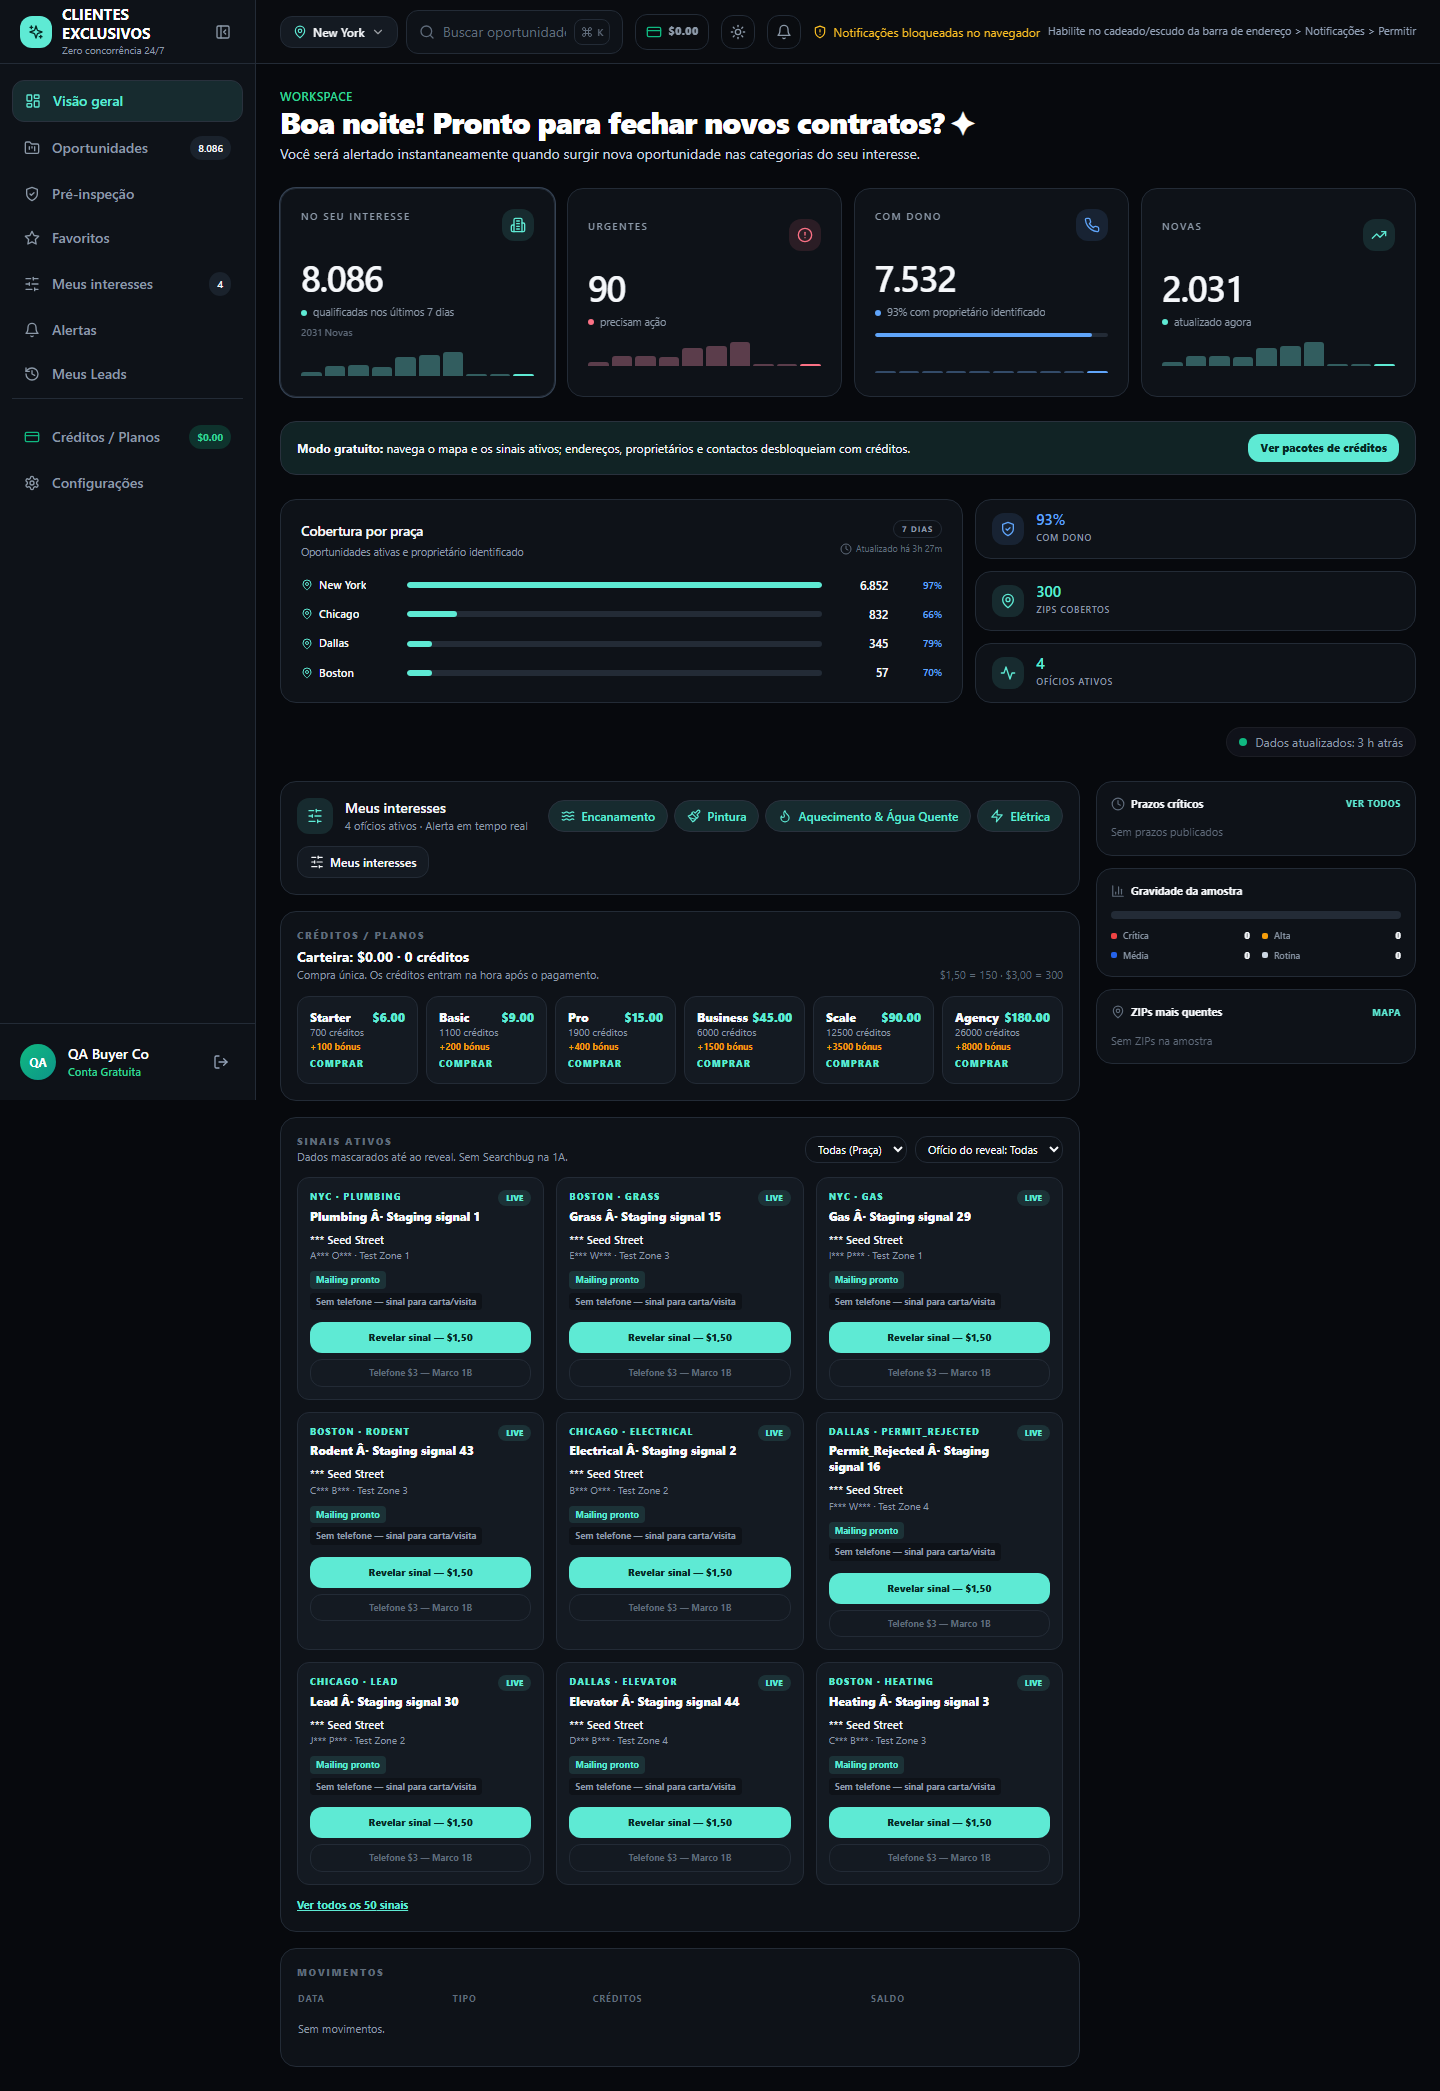 CLIENTES
EXCLUSIVOS
Zero concorrência 24/7
New York
Buscar oportunidad
⌘ K
$0.00
Notificações bloqueadas no navegador
Habilite no cadeado/escudo da barra de endereço > Notificações > Permitir
Visão geral
Oportunidades 8.086
Pré-inspeção
Favoritos
Meus interesses 4
Alertas
Meus Leads
Créditos / Planos $0.00
Configurações
QA
QA Buyer Co
Conta Gratuita
WORKSPACE
Boa noite! Pronto para fechar novos contratos? ✦
Você será alertado instantaneamente quando surgir nova oportunidade nas categorias do seu interesse.
NO SEU INTERESSE
8.086
qualificadas nos últimos 7 dias
2031 Novas
URGENTES
90
precisam ação
COM DONO
7.532
93% com proprietário identificado
NOVAS
2.031
atualizado agora
Modo gratuito: navega o mapa e os sinais ativos; endereços, proprietários e contactos desbloqueiam com créditos.
Ver pacotes de créditos
Cobertura por praça
Oportunidades ativas e proprietário identificado
7 DIAS
Atualizado há 3h 27m
New York 6.852 97%
Chicago 832 66%
Dallas 345 79%
Boston 57 70%
93%
COM DONO
300
ZIPS COBERTOS
4
OFÍCIOS ATIVOS
Dados atualizados: 3 h atrás
Meus interesses
4 ofícios ativos · Alerta em tempo real
Encanamento
Pintura
Aquecimento & Água Quente
Elétrica
Meus interesses
Prazos críticos
VER TODOS
Sem prazos publicados
Gravidade da amostra
Crítica 0
Alta 0
Média 0
Rotina 0
ZIPs mais quentes
MAPA
Sem ZIPs na amostra
CRÉDITOS / PLANOS
Carteira: $0.00 · 0 créditos
Compra única. Os créditos entram na hora após o pagamento.
$1,50 = 150 · $3,00 = 300
Starter $6.00
700 créditos
+100 bónus
COMPRAR
Basic $9.00
1100 créditos
+200 bónus
COMPRAR
Pro $15.00
1900 créditos
+400 bónus
COMPRAR
Business $45.00
6000 créditos
+1500 bónus
COMPRAR
Scale $90.00
12500 créditos
+3500 bónus
COMPRAR
Agency $180.00
26000 créditos
+8000 bónus
COMPRAR
SINAIS ATIVOS
Dados mascarados até ao reveal. Sem Searchbug na 1A.
Todas (Praça)
Ofício do reveal: Todas
NYC · PLUMBING
LIVE
Plumbing Â· Staging signal 1
*** Seed Street
A*** O*** · Test Zone 1
Mailing pronto
Sem telefone — sinal para carta/visita
Revelar sinal — $1,50
Telefone $3 — Marco 1B
BOSTON · GRASS
LIVE
Grass Â· Staging signal 15
*** Seed Street
E*** W*** · Test Zone 3
Mailing pronto
Sem telefone — sinal para carta/visita
Revelar sinal — $1,50
Telefone $3 — Marco 1B
NYC · GAS
LIVE
Gas Â· Staging signal 29
*** Seed Street
I*** P*** · Test Zone 1
Mailing pronto
Sem telefone — sinal para carta/visita
Revelar sinal — $1,50
Telefone $3 — Marco 1B
BOSTON · RODENT
LIVE
Rodent Â· Staging signal 43
*** Seed Street
C*** B*** · Test Zone 3
Mailing pronto
Sem telefone — sinal para carta/visita
Revelar sinal — $1,50
Telefone $3 — Marco 1B
CHICAGO · ELECTRICAL
LIVE
Electrical Â· Staging signal 2
*** Seed Street
B*** O*** · Test Zone 2
Mailing pronto
Sem telefone — sinal para carta/visita
Revelar sinal — $1,50
Telefone $3 — Marco 1B
DALLAS · PERMIT_REJECTED
LIVE
Permit_Rejected Â· Staging
signal 16
*** Seed Street
F*** W*** · Test Zone 4
Mailing pronto
Sem telefone — sinal para carta/visita
Revelar sinal — $1,50
Telefone $3 — Marco 1B
CHICAGO · LEAD
LIVE
Lead Â· Staging signal 30
*** Seed Street
J*** P*** · Test Zone 2
Mailing pronto
Sem telefone — sinal para carta/visita
Revelar sinal — $1,50
Telefone $3 — Marco 1B
DALLAS · ELEVATOR
LIVE
Elevator Â· Staging signal 44
*** Seed Street
D*** B*** · Test Zone 4
Mailing pronto
Sem telefone — sinal para carta/visita
Revelar sinal — $1,50
Telefone $3 — Marco 1B
BOSTON · HEATING
LIVE
Heating Â· Staging signal 3
*** Seed Street
C*** B*** · Test Zone 3
Mailing pronto
Sem telefone — sinal para carta/visita
Revelar sinal — $1,50
Telefone $3 — Marco 1B
Ver todos os 50 sinais
MOVIMENTOS
DATA TIPO CRÉDITOS SALDO
Sem movimentos.